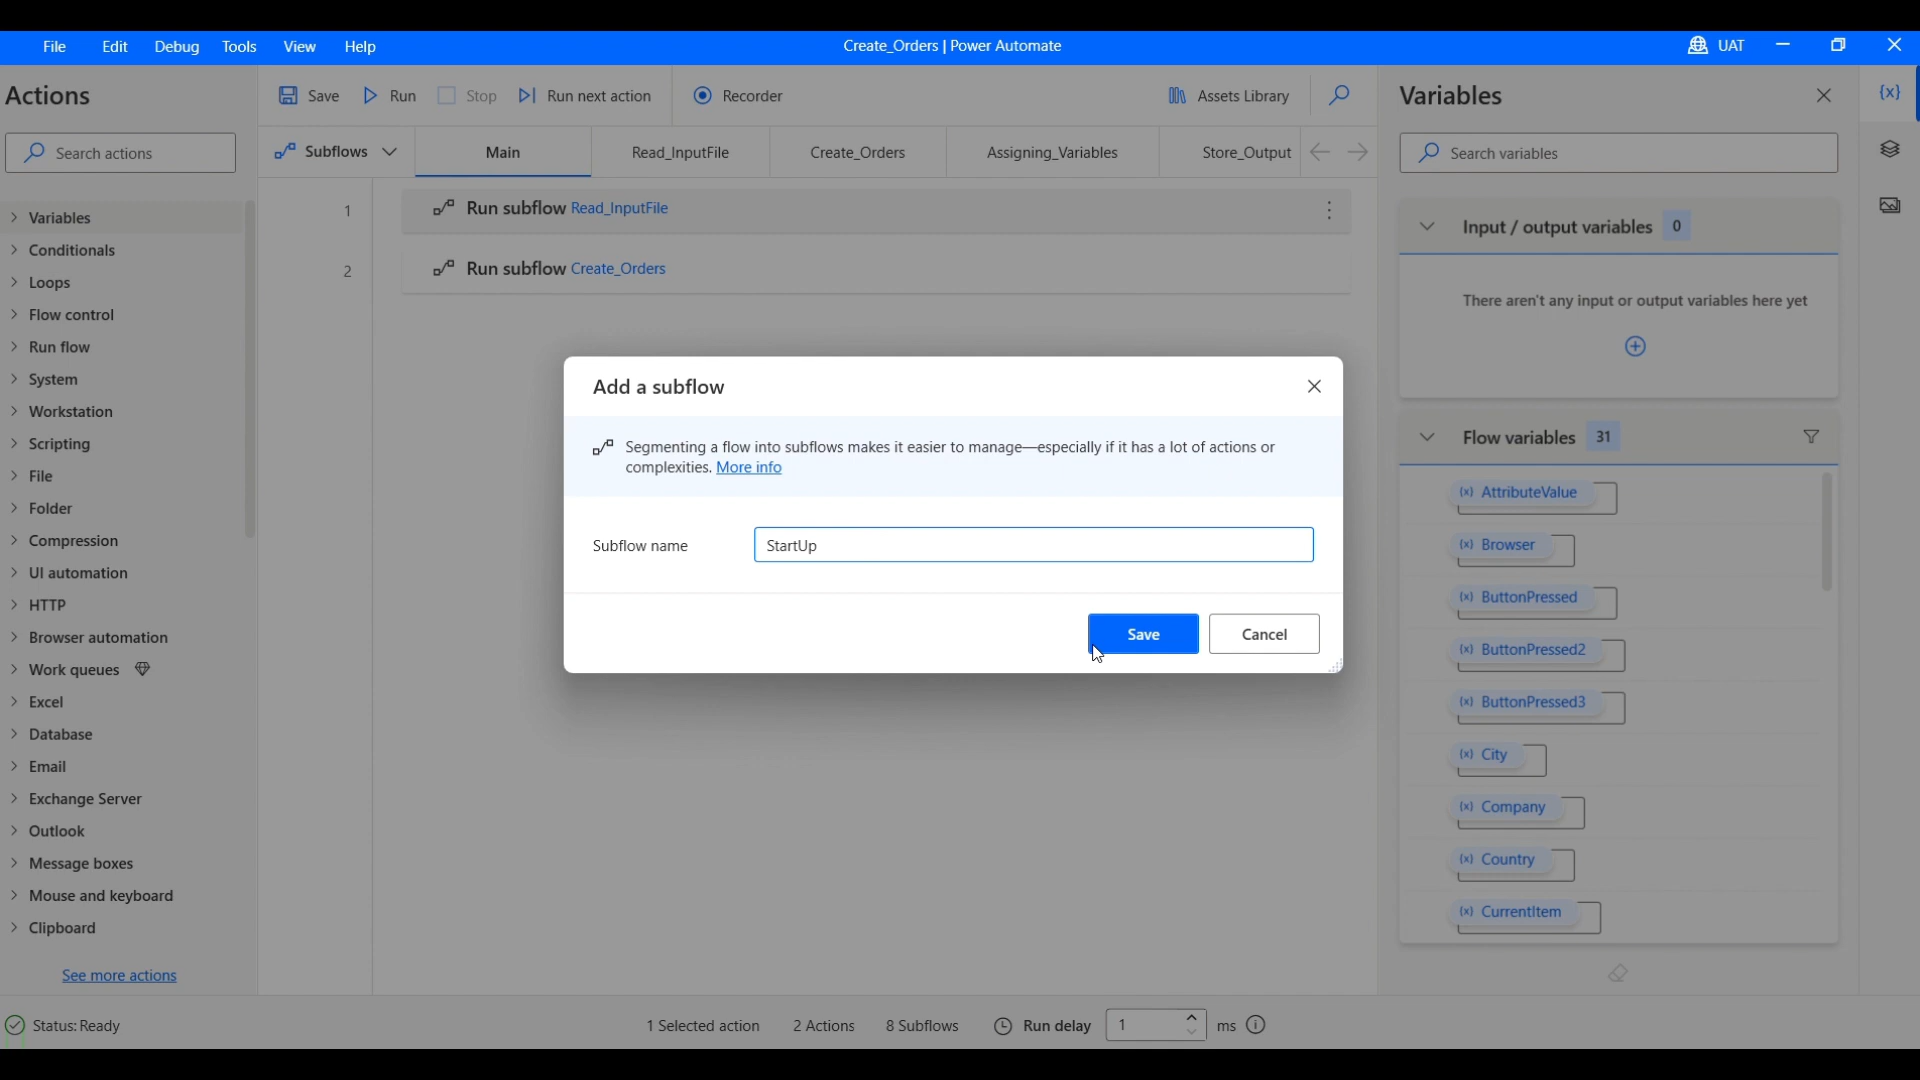 File Edit Debug Tools View Help
Create_Orders | Power Automate
UAT
Actions
Search actions
Variables
Conditionals
Loops
Flow control
Run flow
System
Workstation
Scripting
File
Folder
Compression
UI automation
HTTP
Browser automation
Work queues
Excel
Database
Email
Exchange Server
Outlook
Message boxes
Mouse and keyboard
Clipboard
See more actions
Save Run Stop Run next action Recorder Assets Library
Subflows Main Read_InputFile Create_Orders Assigning_Variables Store_Output
1 Run subflow Read_InputFile
2 Run subflow Create_Orders
Add a subflow
Segmenting a flow into subflows makes it easier to manage—especially if it has a lot of actions or
complexities. More info
Subflow name StartUp
Save Cancel
Variables
{x}
Search variables
Input / output variables 0
There aren't any input or output variables here yet
Flow variables 31
(x) AttributeValue
(x) Browser
(x) ButtonPressed
(x) ButtonPressed2
(x) ButtonPressed3
(x) City
(x) Company
(x) Country
(x) CurrentItem
Status: Ready 1 Selected action 2 Actions 8 Subflows Run delay 1 ms